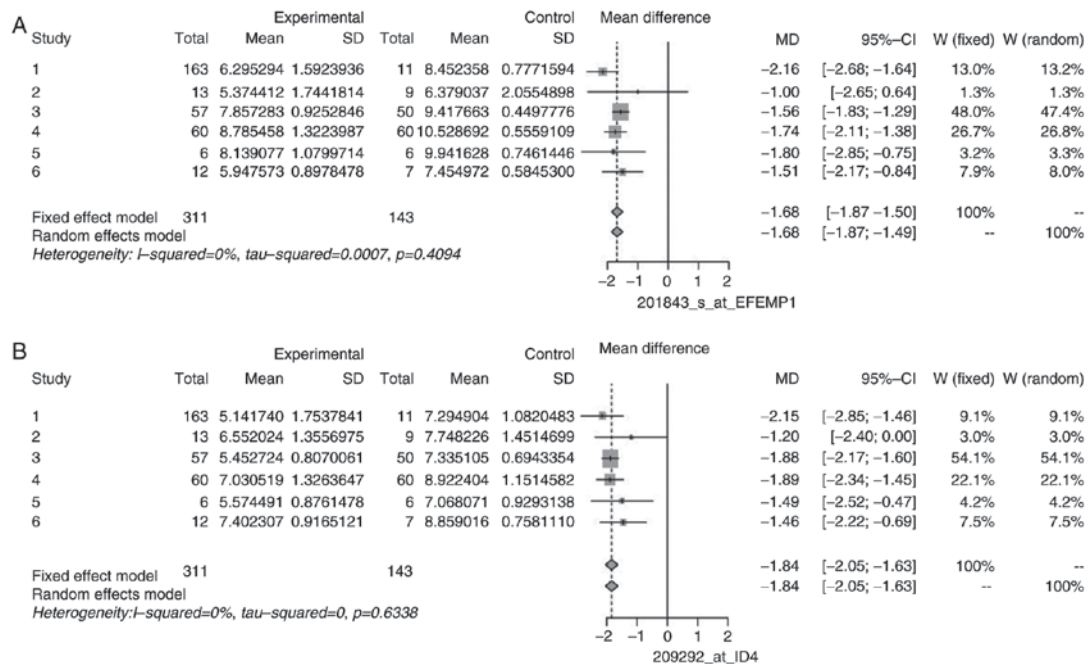 A
Experimental Control Mean difference
Study Total Mean SD Total Mean SD MD 95%–CI W (fixed) W (random)
1 163 6.295294 1.5923936 11 8.452358 0.7771594 −2.16 [−2.68; −1.64] 13.0% 13.2%
2 13 5.374412 1.7441814 9 6.379037 2.0554898 −1.00 [−2.65; 0.64] 1.3% 1.3%
3 57 7.857283 0.9252846 50 9.417663 0.4497776 −1.56 [−1.83; −1.29] 48.0% 47.4%
4 60 8.785458 1.3223987 60 10.528692 0.5559109 −1.74 [−2.11; −1.38] 26.7% 26.8%
5 6 8.139077 1.0799714 6 9.941628 0.7461446 −1.80 [−2.85; −0.75] 3.2% 3.3%
6 12 5.947573 0.8978478 7 7.454972 0.5845300 −1.51 [−2.17; −0.84] 7.9% 8.0%
Fixed effect model 311 143 −1.68 [−1.87 −1.50] 100% --
Random effects model −1.68 [−1.87; −1.49] -- 100%
Heterogeneity: I–squared=0%, tau–squared=0.0007, p=0.4094
−2 −1 0 1 2
201843_s_at_EFEMP1
B
Experimental Control Mean difference
Study Total Mean SD Total Mean SD MD 95%–CI W (fixed) W (random)
1 163 5.141740 1.7537841 11 7.294904 1.0820483 −2.15 [−2.85; −1.46] 9.1% 9.1%
2 13 6.552024 1.3556975 9 7.748226 1.4514699 −1.20 [−2.40; 0.00] 3.0% 3.0%
3 57 5.452724 0.8070061 50 7.335105 0.6943354 −1.88 [−2.17; −1.60] 54.1% 54.1%
4 60 7.030519 1.3263647 60 8.922404 1.1514582 −1.89 [−2.34; −1.45] 22.1% 22.1%
5 6 5.574491 0.8761478 6 7.068071 0.9293138 −1.49 [−2.52; −0.47] 4.2% 4.2%
6 12 7.402307 0.9165121 7 8.859016 0.7581110 −1.46 [−2.22; −0.69] 7.5% 7.5%
Fixed effect model 311 143 −1.84 [−2.05; −1.63] 100% --
Random effects model −1.84 [−2.05; −1.63] -- 100%
Heterogeneity:I–squared=0%, tau–squared=0, p=0.6338
−2 −1 0 1 2
209292_at_ID4